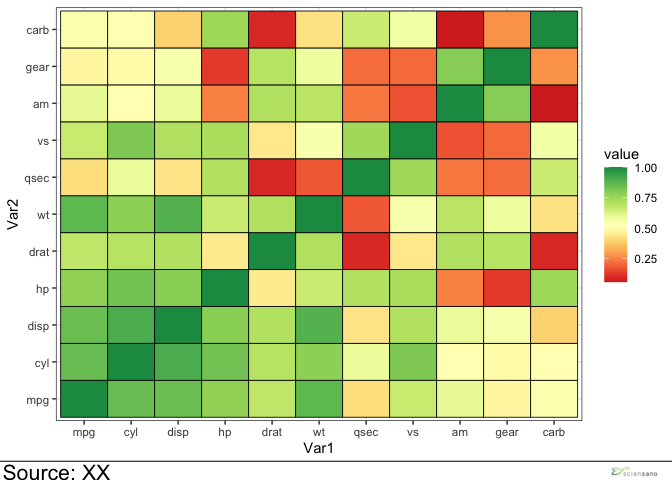 carb
gear
am
vs
qsec
wt
drat
hp
disp
cyl
mpg
Var2
mpg cyl disp hp drat wt qsec vs am gear carb
Var1
value
1.00
0.75
0.50
0.25
Source: XX
sciensano